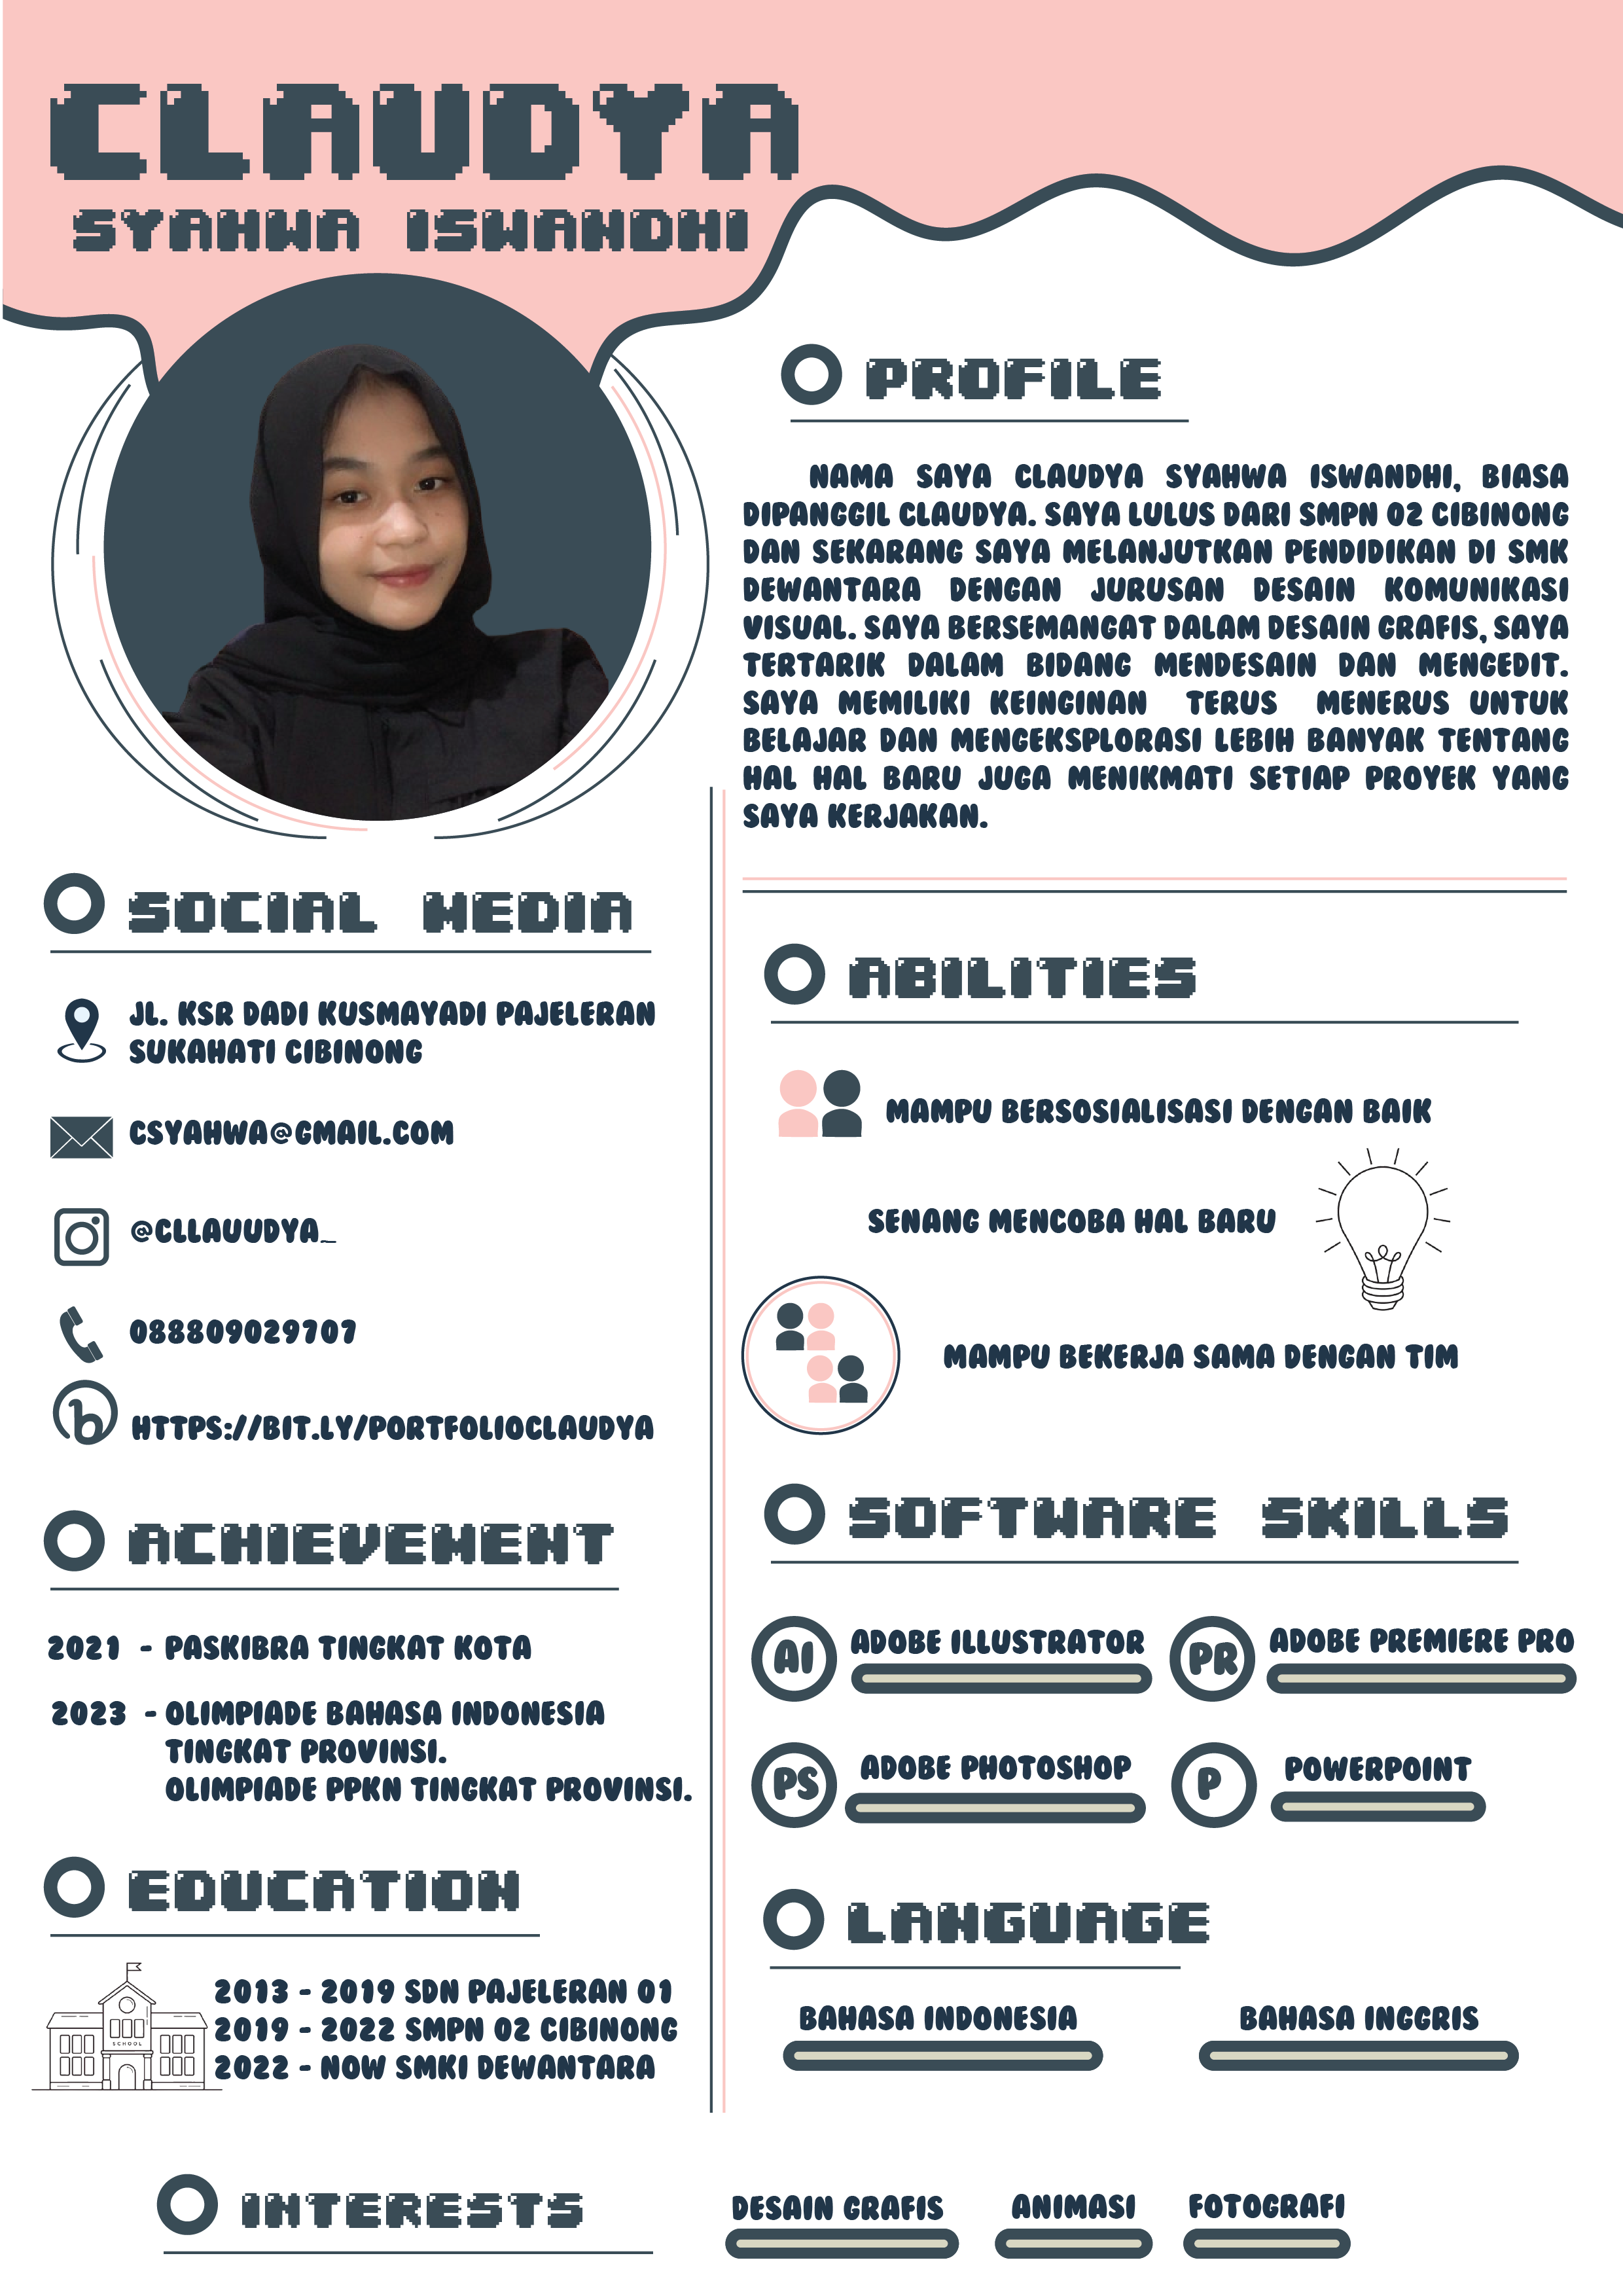 CLAUDYA
SYAHWA ISWANDHI
PROFILE
NAMA SAYA CLAUDYA SYAHWA ISWANDHI, BIASA
DIPANGGIL CLAUDYA. SAYA LULUS DARI SMPN 02 CIBINONG
DAN SEKARANG SAYA MELANJUTKAN PENDIDIKAN DI SMK
DEWANTARA DENGAN JURUSAN DESAIN KOMUNIKASI
VISUAL. SAYA BERSEMANGAT DALAM DESAIN GRAFIS, SAYA
TERTARIK DALAM BIDANG MENDESAIN DAN MENGEDIT.
SAYA MEMILIKI KEINGINAN TERUS MENERUS UNTUK
BELAJAR DAN MENGEKSPLORASI LEBIH BANYAK TENTANG
HAL HAL BARU JUGA MENIKMATI SETIAP PROYEK YANG
SAYA KERJAKAN.
SOCIAL MEDIA
JL. KSR DADI KUSMAYADI PAJELERAN
SUKAHATI CIBINONG
CSYAHWA@GMAIL.COM
@CLLAUUDYA_
088809029707
b
HTTPS://BIT.LY/PORTFOLIOCLAUDYA
ACHIEVEMENT
2021 - PASKIBRA TINGKAT KOTA
2023 - OLIMPIADE BAHASA INDONESIA
TINGKAT PROVINSI.
OLIMPIADE PPKN TINGKAT PROVINSI.
EDUCATION
SCHOOL
2013 - 2019 SDN PAJELERAN 01
2019 - 2022 SMPN 02 CIBINONG
2022 - NOW SMKI DEWANTARA
ABILITIES
MAMPU BERSOSIALISASI DENGAN BAIK
SENANG MENCOBA HAL BARU
MAMPU BEKERJA SAMA DENGAN TIM
SOFTWARE SKILLS
AI ADOBE ILLUSTRATOR
PR ADOBE PREMIERE PRO
PS ADOBE PHOTOSHOP
P POWERPOINT
LANGUAGE
BAHASA INDONESIA
BAHASA INGGRIS
INTERESTS
DESAIN GRAFIS
ANIMASI
FOTOGRAFI